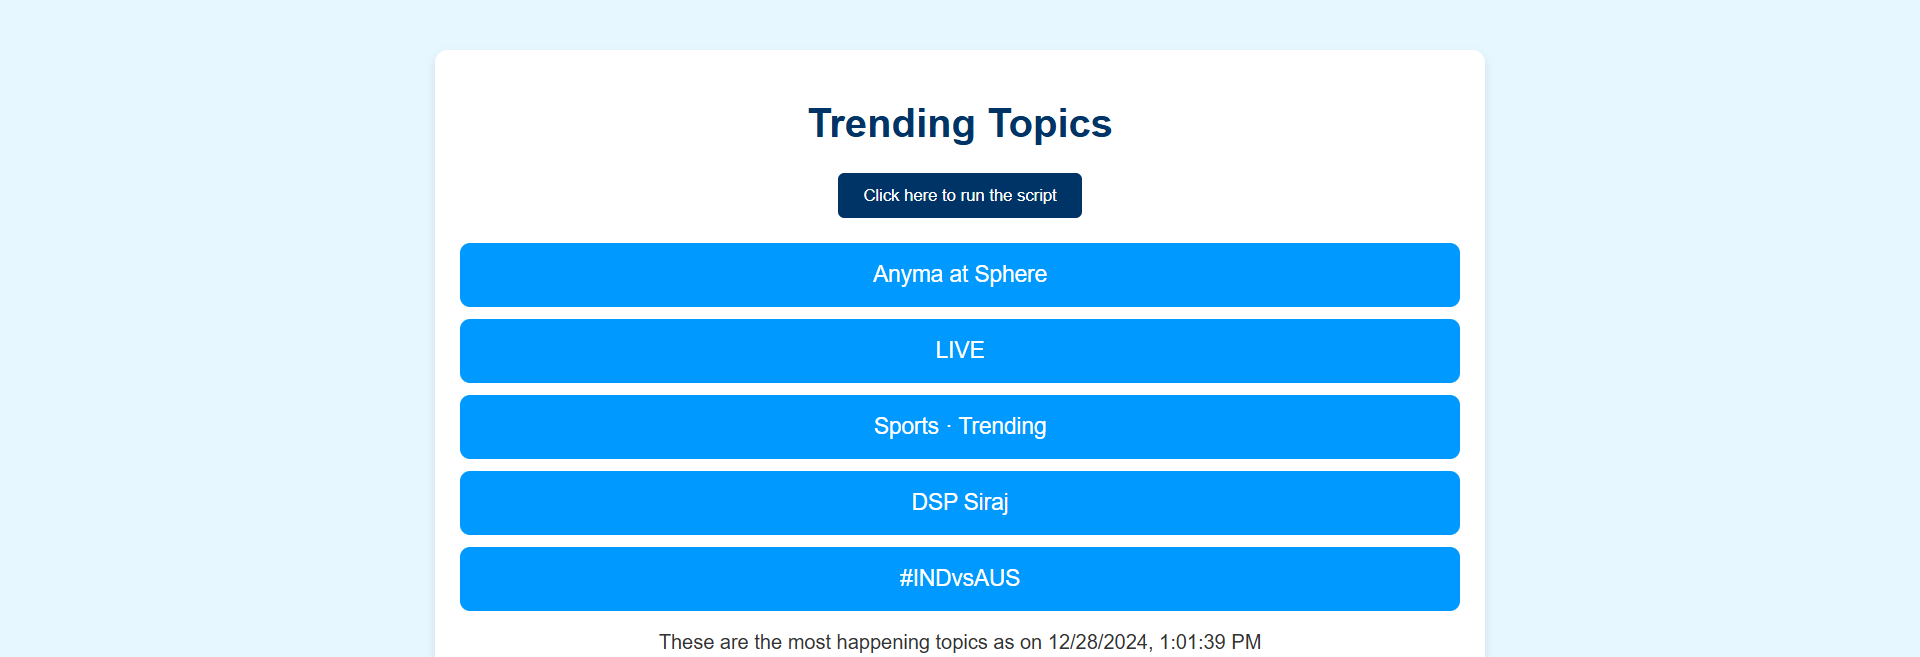 Trending Topics
Click here to run the script
Anyma at Sphere
LIVE
Sports · Trending
DSP Siraj
#INDvsAUS
These are the most happening topics as on 12/28/2024, 1:01:39 PM